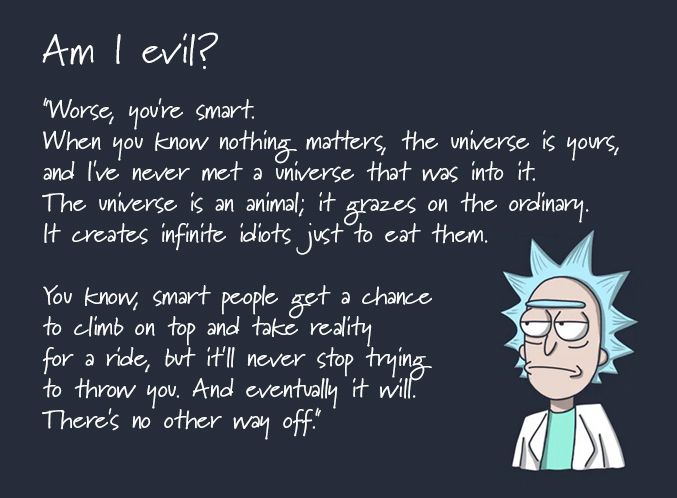 Am I evil?
"Worse, you're smart.
When you know nothing matters, the universe is yours,
and I've never met a universe that was into it.
The universe is an animal; it grazes on the ordinary.
It creates infinite idiots just to eat them.
You know, smart people get a chance
to climb on top and take reality
for a ride, but it'll never stop trying
to throw you. And eventually it will.
There's no other way off."